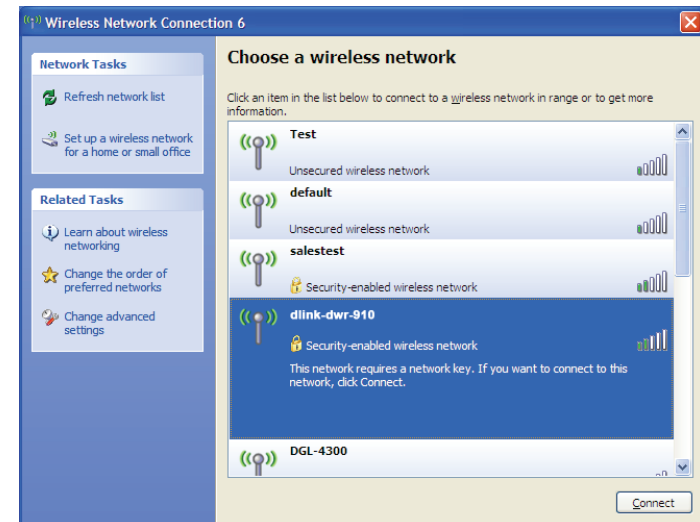 Wireless Network Connection 6
Network Tasks
Refresh network list
Set up a wireless network
for a home or small office
Related Tasks
Learn about wireless
networking
Change the order of
preferred networks
Change advanced
settings
Choose a wireless network
Click an item in the list below to connect to a wireless network in range or to get more
information.
Test
Unsecured wireless network
default
Unsecured wireless network
salestest
Security-enabled wireless network
dlink-dwr-910
Security-enabled wireless network
This network requires a network key. If you want to connect to this
network, click Connect.
DGL-4300
Connect